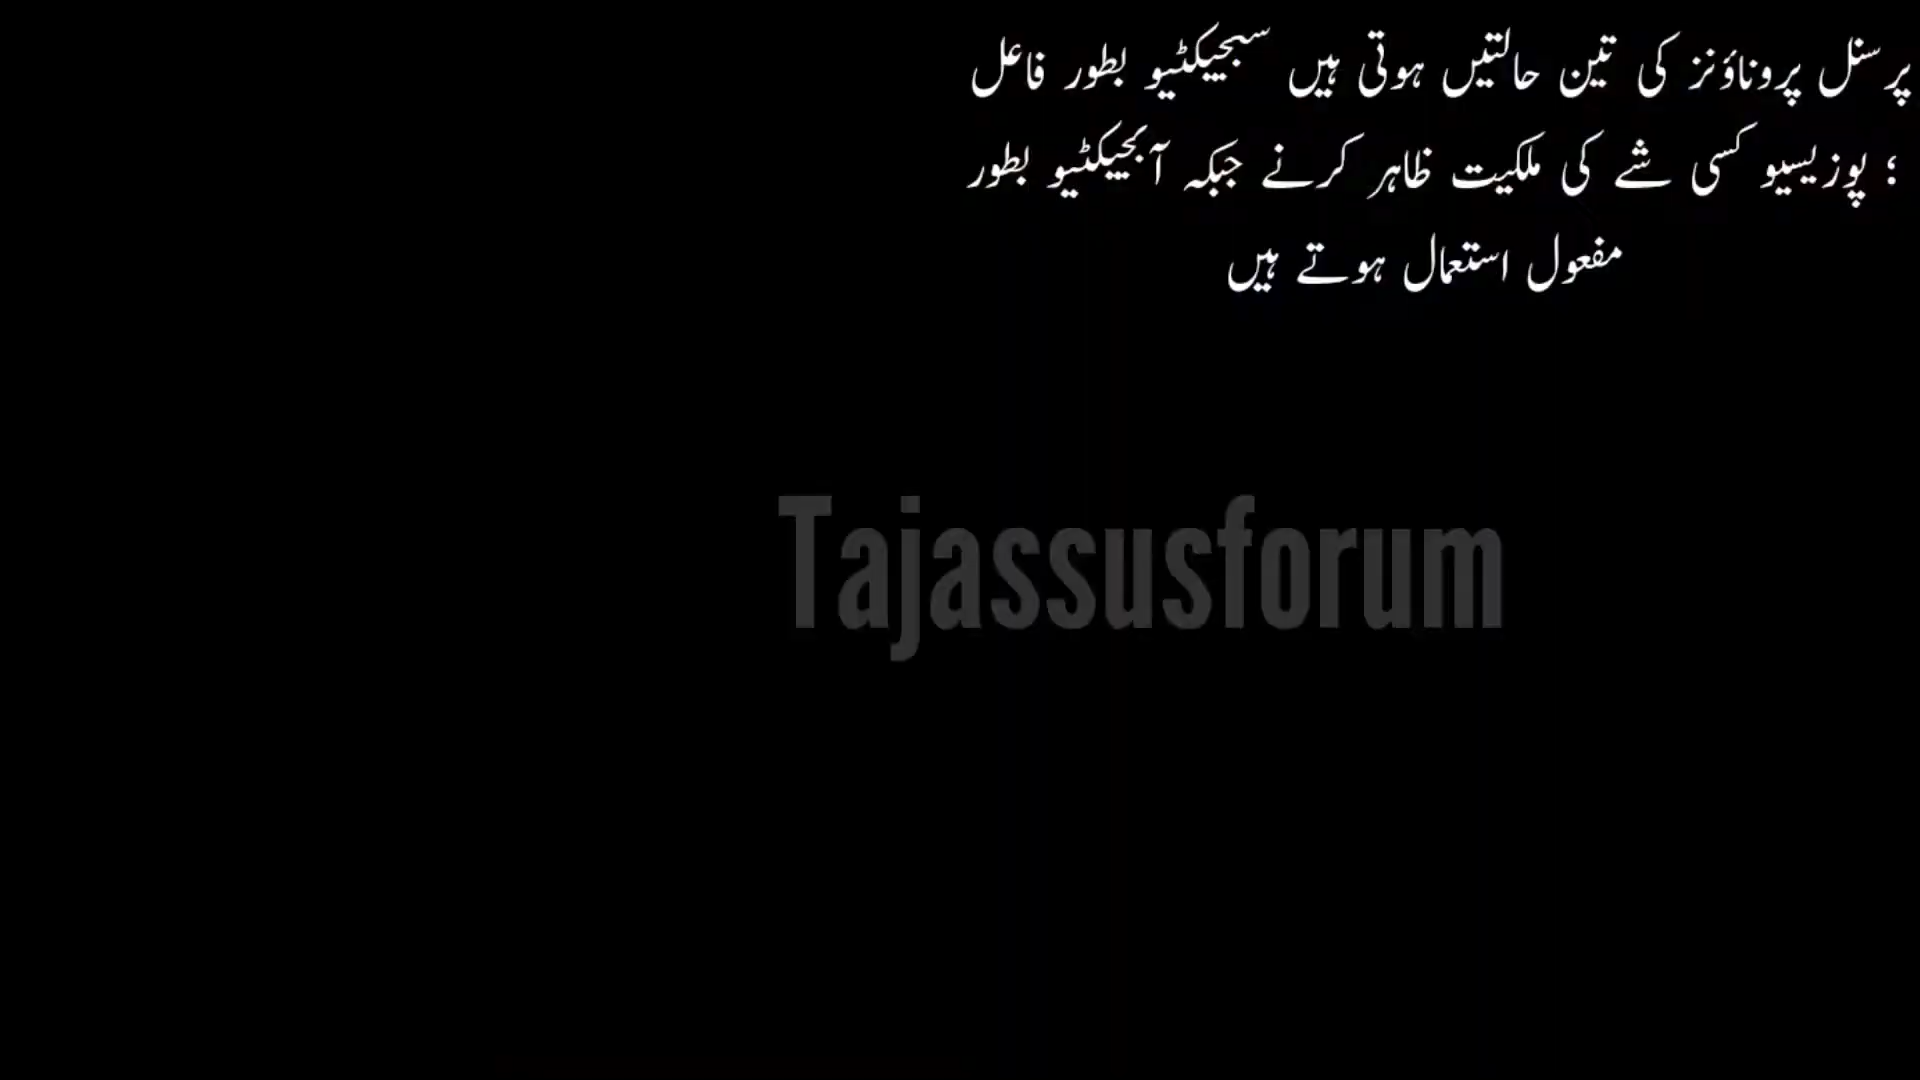 پرسنل پروناؤنز کی تین حالتیں ہوتی ہیں سبجیکٹیو بطور فاعل
؛ پوزیسیو کسی شے کی ملکیت ظاہر کرنے جبکہ آبجیکٹیو بطور
مفعول استعمال ہوتے ہیں
Tajassusforum